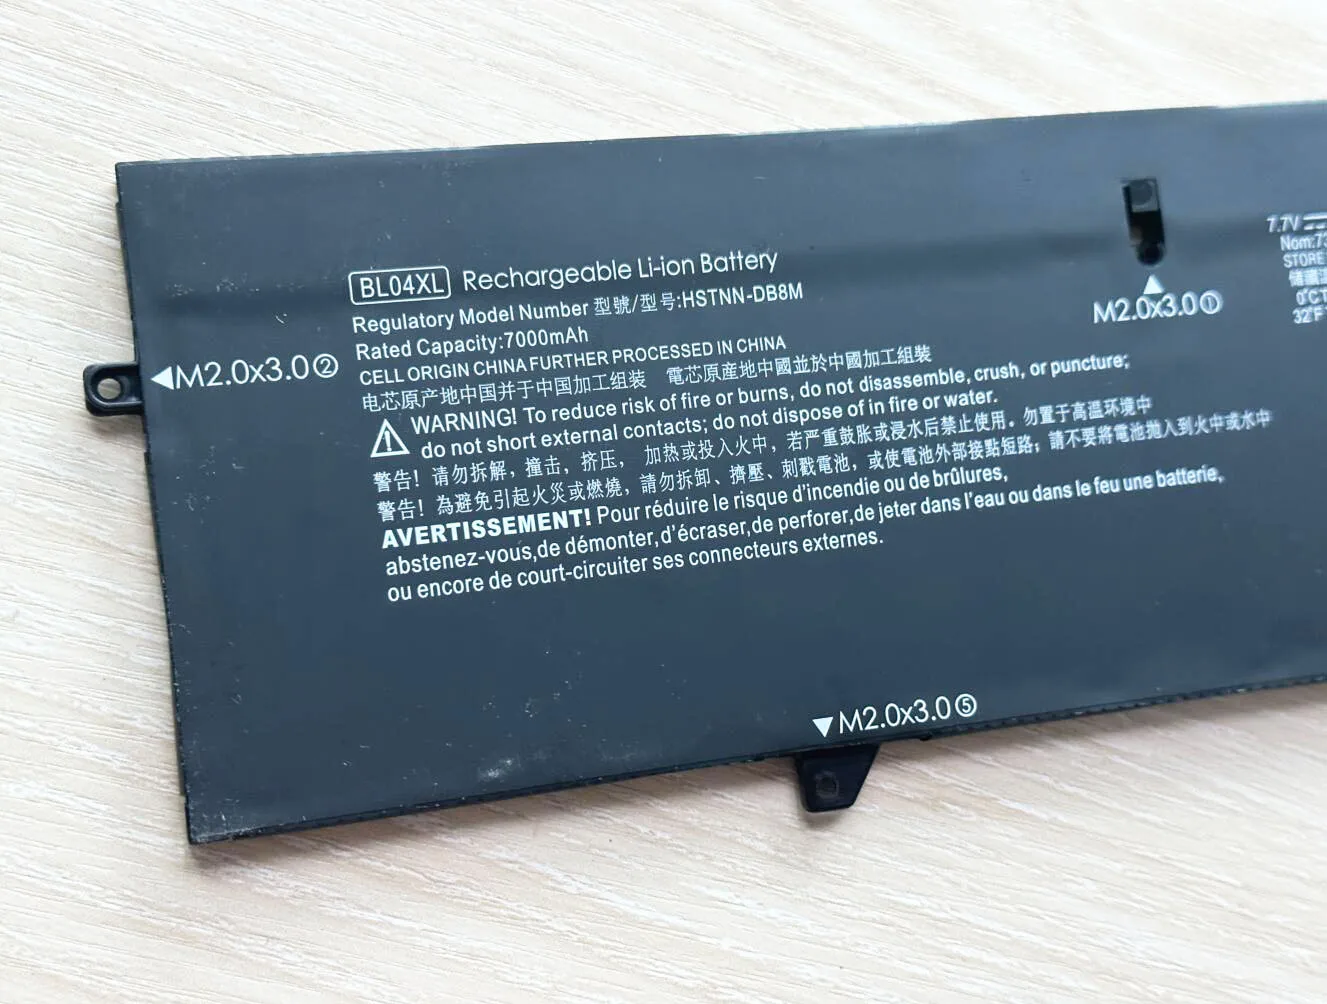 BL04XL Rechargeable Li-ion Battery
Regulatory Model Number 型號/型号:HSTNN-DB8M
Rated Capacity:7000mAh
CELL ORIGIN CHINA FURTHER PROCESSED IN CHINA
电芯原产地中国并于中国加工组装 電芯原産地中國並於中國加工組裝
WARNING! To reduce risk of fire or burns, do not disassemble, crush, or puncture;
do not short external contacts; do not dispose of in fire or water.
警告! 请勿拆解，撞击，挤压， 加热或投入火中，若严重鼓胀或浸水后禁止使用。勿置于高温环境中
警告! 為避免引起火災或燃燒，請勿拆卸、擠壓、刺戳電池，或使電池外部接點短路；請不要將電池拋入到火中或水中
AVERTISSEMENT! Pour réduire le risque d'incendie ou de brûlures,
abstenez-vous,de démonter,d'écraser,de perforer,de jeter dans l'eau ou dans le feu une batterie,
ou encore de court-circuiter ses connecteurs externes.
◀M2.0x3.0②
▲
M2.0x3.0①
▼M2.0x3.0⑤
7.7V
Nom:73
STORE
儲藏溫
0°C T
32°F T